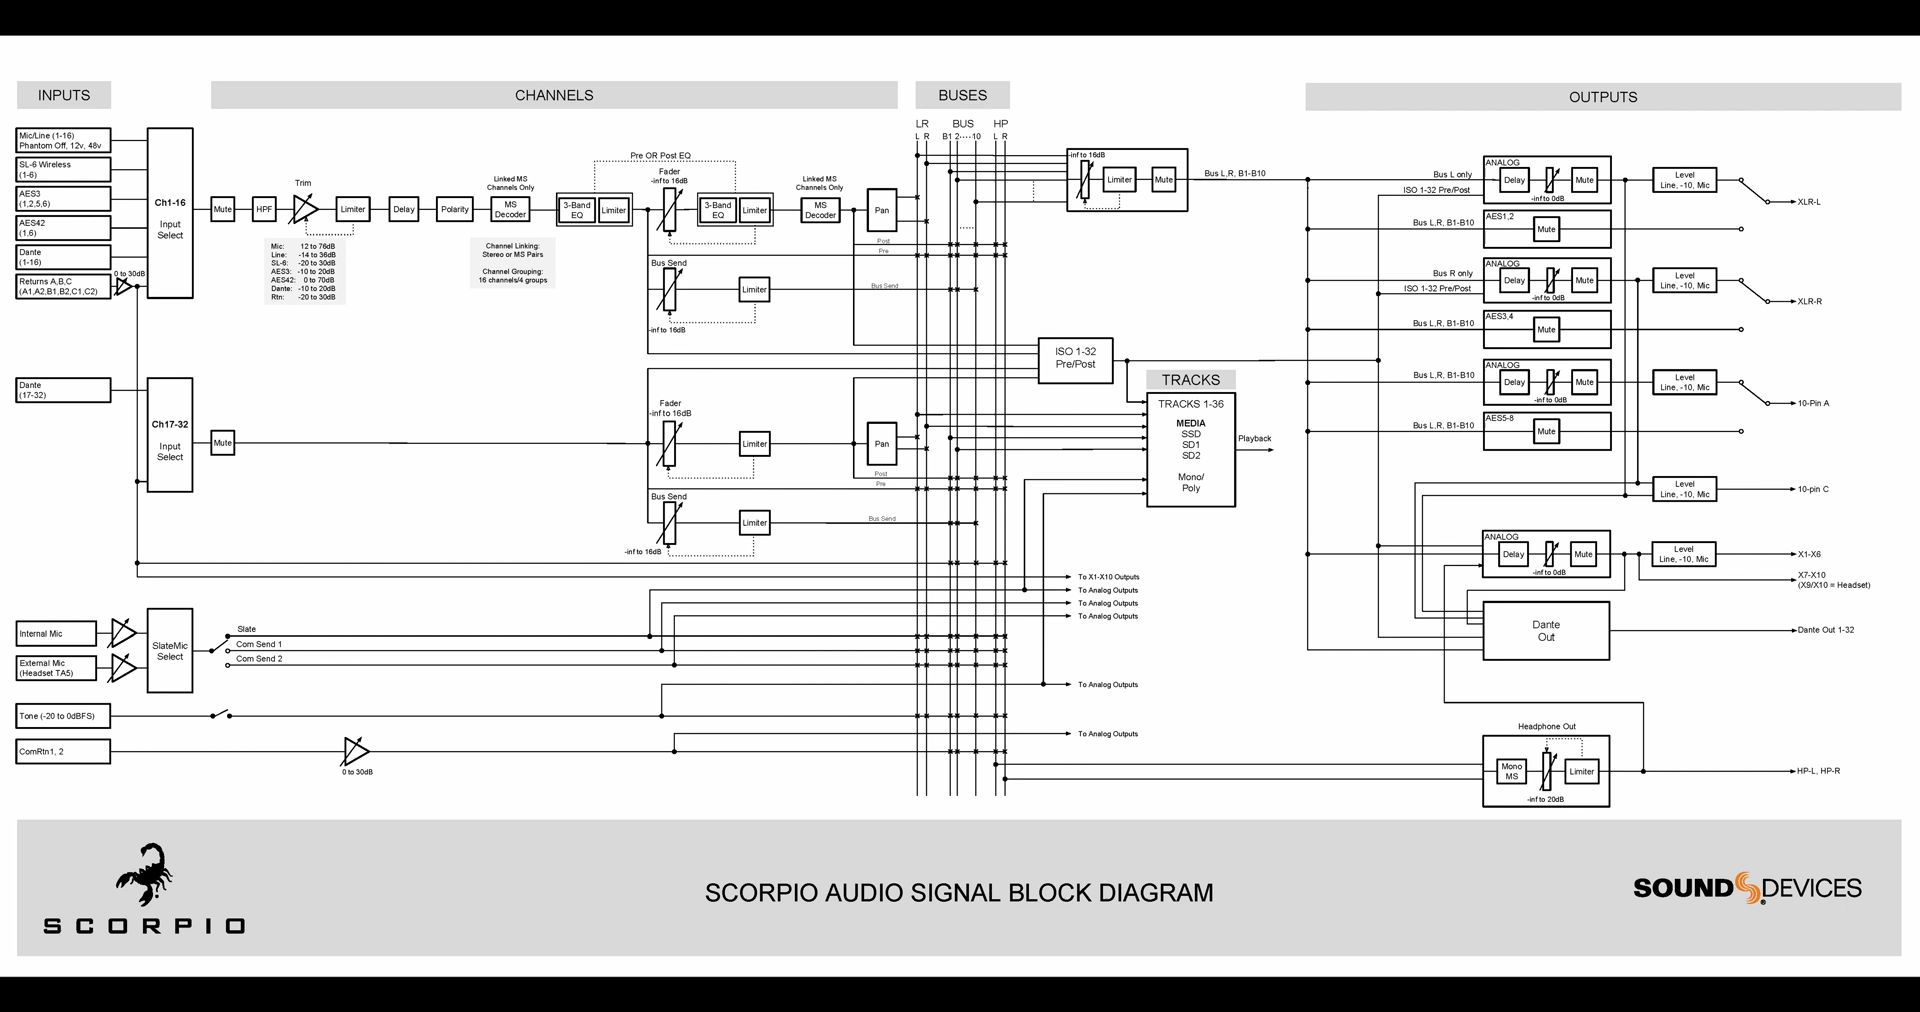 INPUTS
CHANNELS
BUSES
OUTPUTS
LR
BUS
HP
L R
B1 2····10
L R
Mic/Line (1-16)
Phantom Off, 12v, 48v
SL-6 Wireless
(1-6)
AES3
(1,2,5,6)
AES42
(1,6)
Dante
(1-16)
Returns A,B,C
(A1,A2,B1,B2,C1,C2)
0 to 30dB
Ch1-16
Input
Select
Mute
HPF
Trim
Limiter
Delay
Polarity
Linked MS
Channels Only
MS
Decoder
3-Band
EQ
Limiter
Pre OR Post EQ
Fader
-inf to 16dB
3-Band
EQ
Limiter
Linked MS
Channels Only
MS
Decoder
Pan
Mic: 12 to 76dB
Line: -14 to 36dB
SL-6: -20 to 30dB
AES3: -10 to 20dB
AES42: 0 to 70dB
Dante: -10 to 20dB
Rtn: -20 to 30dB
Channel Linking:
Stereo or MS Pairs
Channel Grouping:
16 channels/4 groups
Post
Pre
Bus Send
Limiter
Bus Send
-inf to 16dB
Dante
(17-32)
Ch17-32
Input
Select
Mute
Fader
-inf to 16dB
Limiter
Pan
Post
Pre
Bus Send
Limiter
Bus Send
-inf to 16dB
-inf to 16dB
Limiter
Mute
Bus L,R, B1-B10
ISO 1-32
Pre/Post
TRACKS
TRACKS 1-36
MEDIA
SSD
SD1
SD2
Mono/
Poly
Playback
To X1-X10 Outputs
To Analog Outputs
To Analog Outputs
To Analog Outputs
To Analog Outputs
To Analog Outputs
Internal Mic
External Mic
(Headset TA5)
SlateMic
Select
Slate
Com Send 1
Com Send 2
Tone (-20 to 0dBFS)
ComRtn1, 2
0 to 30dB
Bus L only
ISO 1-32 Pre/Post
ANALOG
Delay
Mute
-inf to 0dB
Level
Line, -10, Mic
XLR-L
Bus L,R, B1-B10
AES1,2
Mute
Bus R only
ISO 1-32 Pre/Post
ANALOG
Delay
Mute
-inf to 0dB
Level
Line, -10, Mic
XLR-R
Bus L,R, B1-B10
AES3,4
Mute
Bus L,R, B1-B10
ANALOG
Delay
Mute
-inf to 0dB
Level
Line, -10, Mic
10-Pin A
Bus L,R, B1-B10
AES5-8
Mute
Level
Line, -10, Mic
10-pin C
ANALOG
Delay
Mute
-inf to 0dB
Level
Line, -10, Mic
X1-X6
X7-X10
(X9/X10 = Headset)
Dante
Out
Dante Out 1-32
Headphone Out
Mono
MS
Limiter
-inf to 20dB
HP-L, HP-R
SCORPIO
SCORPIO AUDIO SIGNAL BLOCK DIAGRAM
SOUND DEVICES